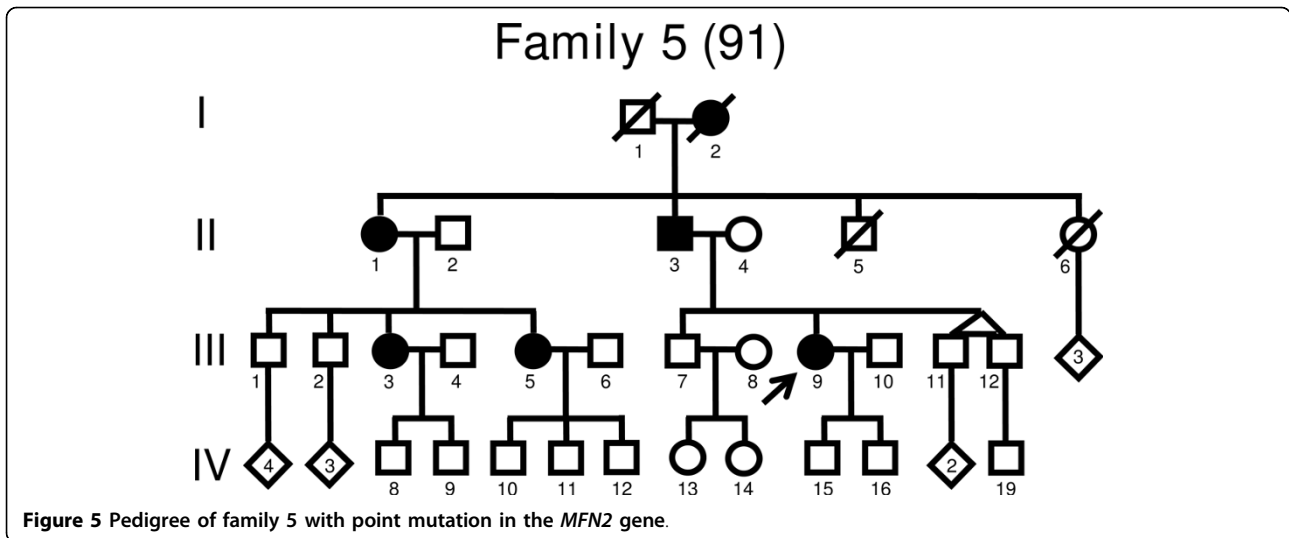 Family 5 (91)
I
1 2
II
1 2 3 4 5 6
III
1 2 3 4 5 6 7 8 9 10 11 12 3
IV
4 3 8 9 10 11 12 13 14 15 16 2 19
Figure 5 Pedigree of family 5 with point mutation in the MFN2 gene.